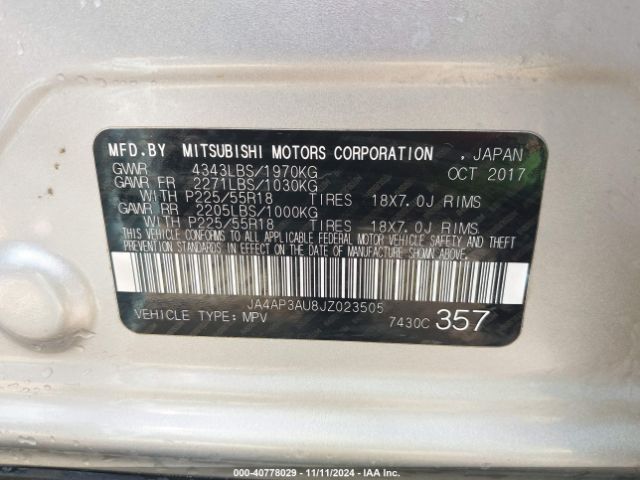 MFD.BY MITSUBISHI MOTORS CORPORATION , JAPAN
GVWR 4343LBS/1970KG OCT 2017
GAWR FR 2271LBS/1030KG
WITH P225/55R18 TIRES 18X7.0J RIMS
GAWR RR 2205LBS/1000KG
WITH P225/55R18 TIRES 18X7.0J RIMS
THIS VEHICLE CONFORMS TO ALL APPLICABLE FEDERAL MOTOR VEHICLE SAFETY AND THEFT
PREVENTION STANDARDS IN EFFECT ON THE DATE OF MANUFACTURE SHOWN ABOVE.
JA4AP3AU8JZ023505
VEHICLE TYPE: MPV 7430C 357
000-40778029 - 11/11/2024 - IAA Inc.